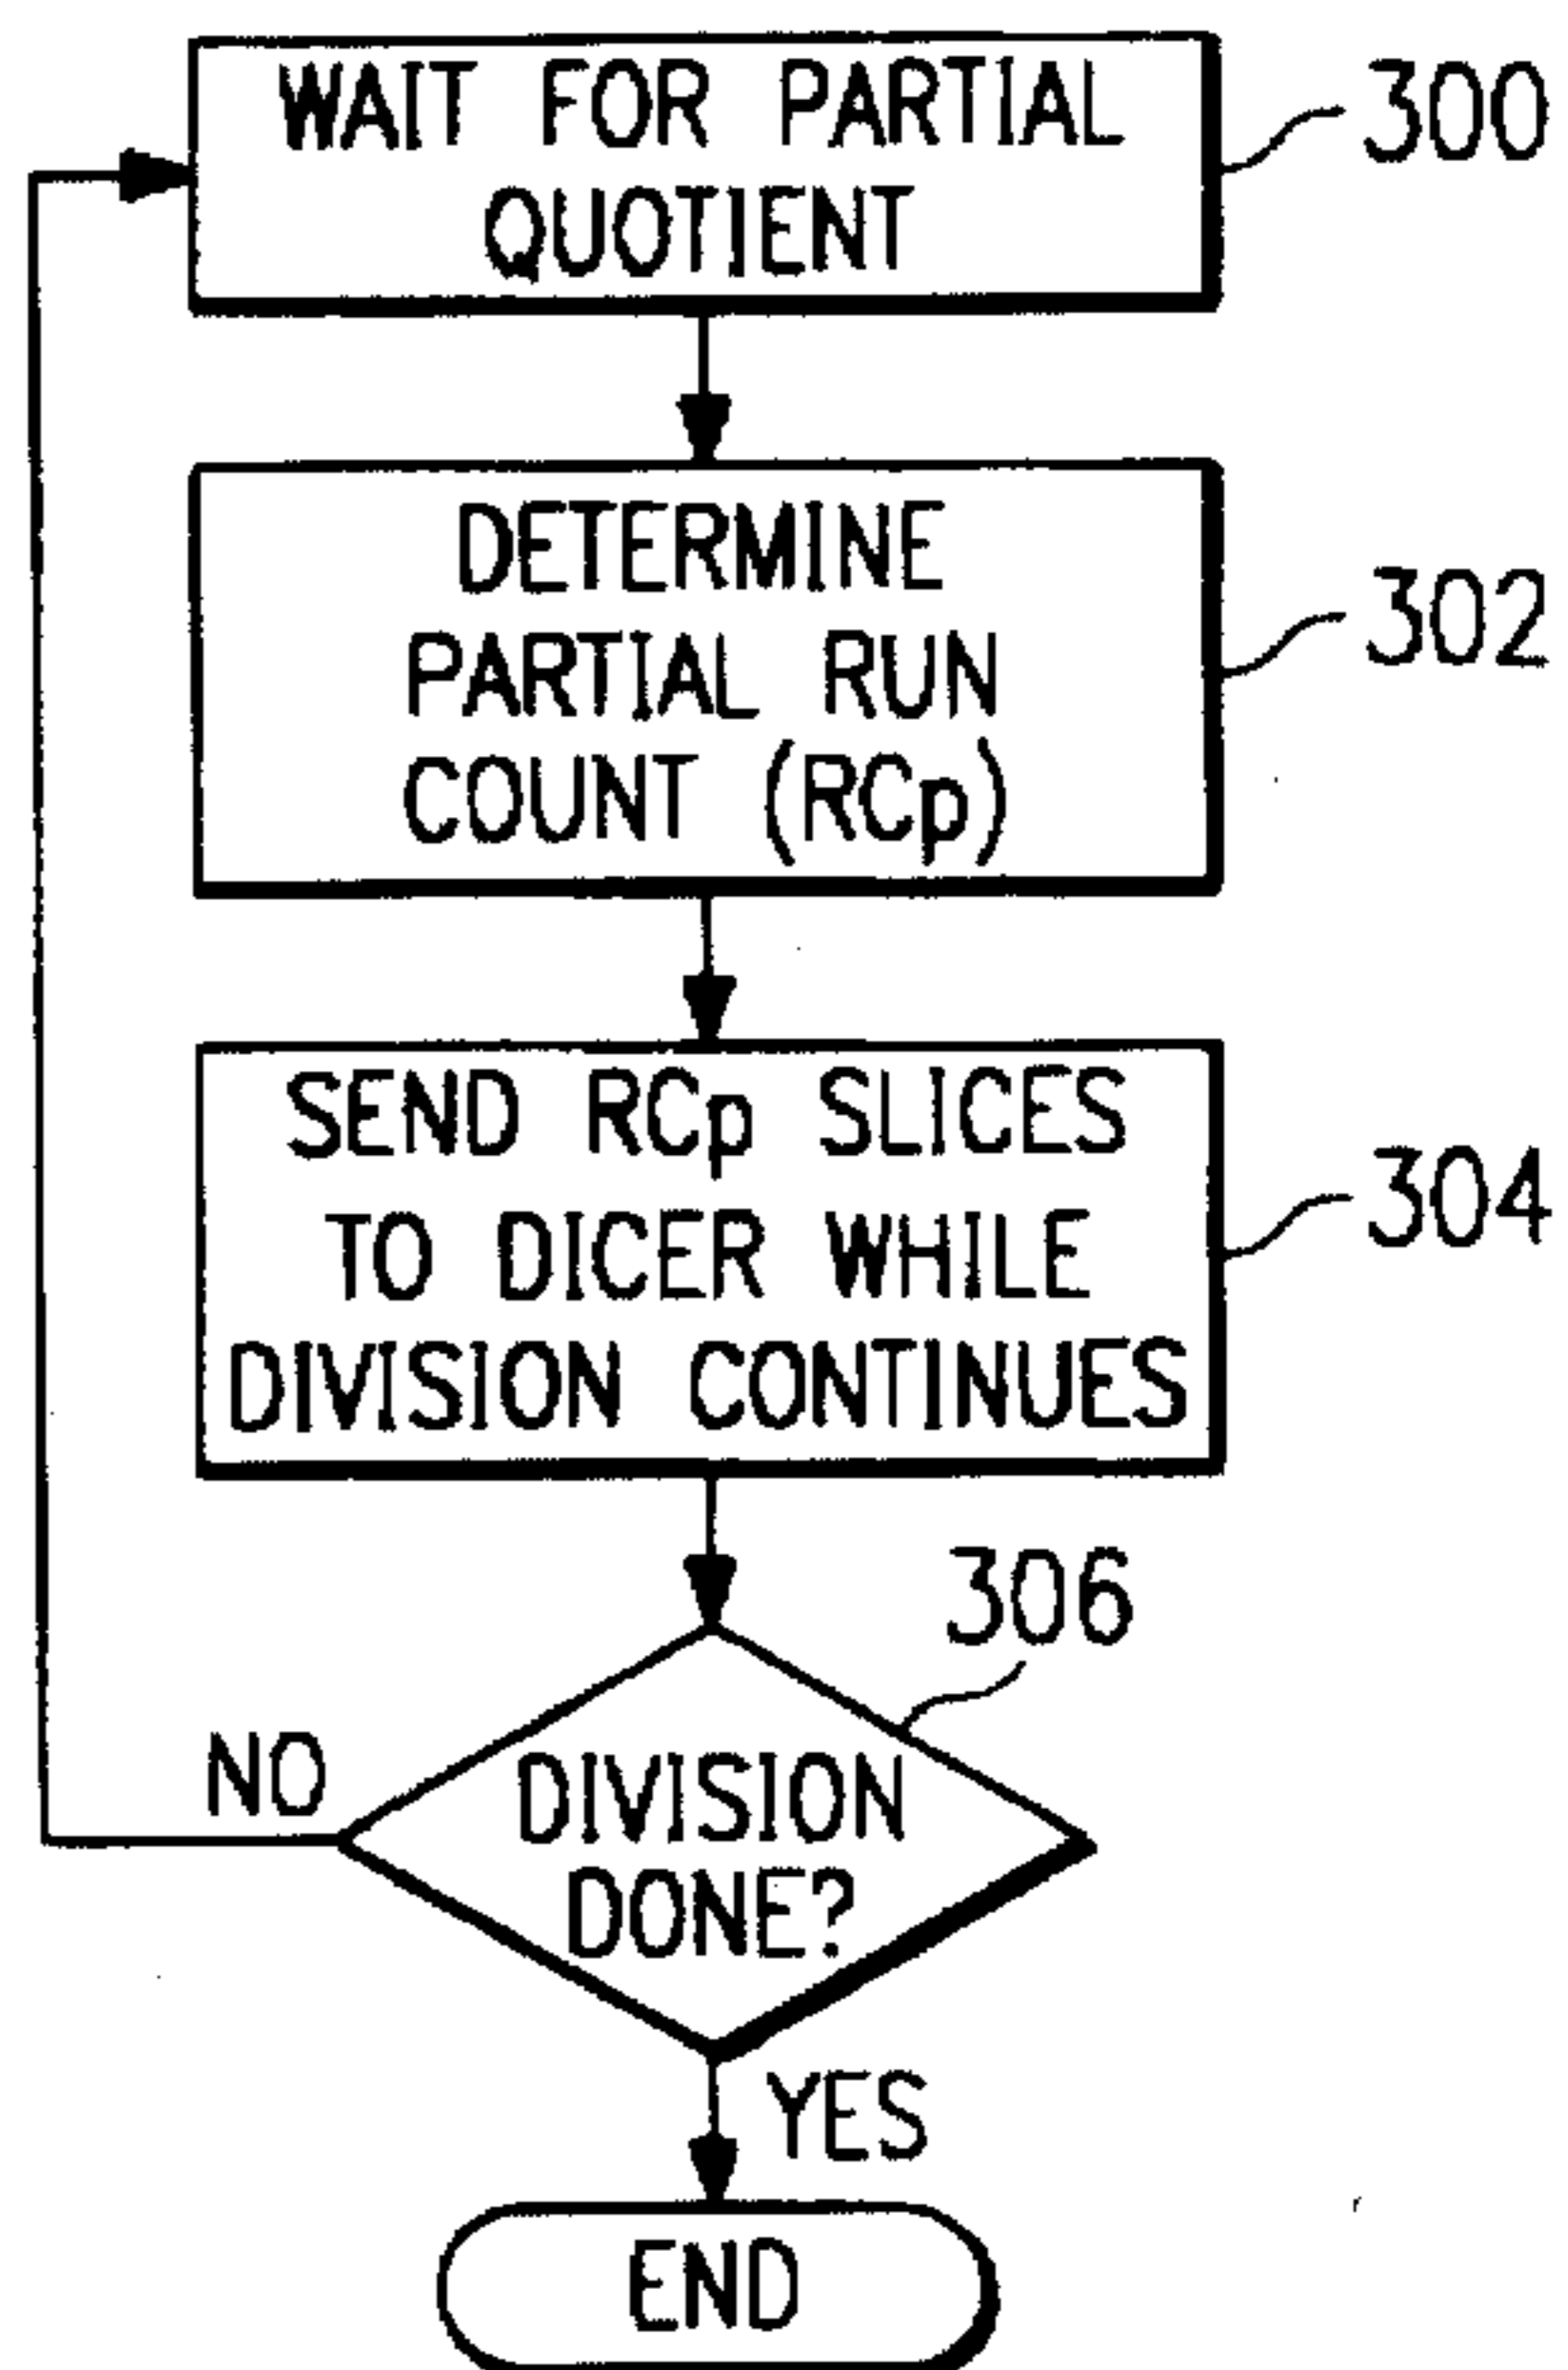 WAIT FOR PARTIAL
QUOTIENT
300
DETERMINE
PARTIAL RUN
COUNT (RCp)
302
SEND RCp SLICES
TO DICER WHILE
DIVISION CONTINUES
304
306
NO
DIVISION
DONE?
YES
END